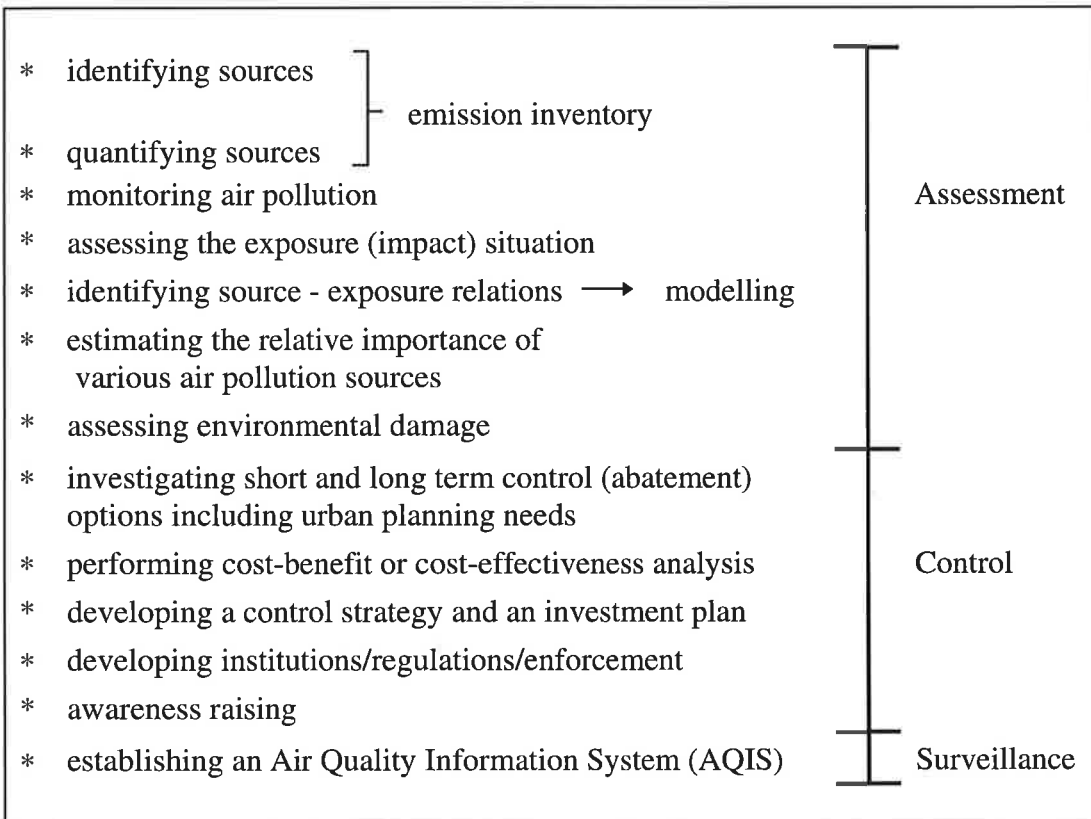 * identifying sources
emission inventory
* quantifying sources
* monitoring air pollution
Assessment
* assessing the exposure (impact) situation
* identifying source - exposure relations ⟶ modelling
* estimating the relative importance of
various air pollution sources
* assessing environmental damage
* investigating short and long term control (abatement)
options including urban planning needs
* performing cost-benefit or cost-effectiveness analysis
Control
* developing a control strategy and an investment plan
* developing institutions/regulations/enforcement
* awareness raising
* establishing an Air Quality Information System (AQIS)
Surveillance